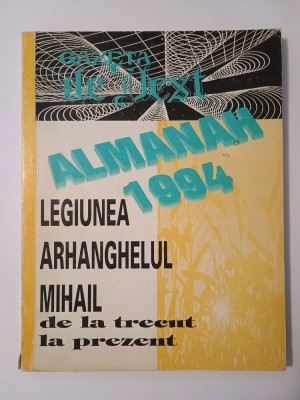 GAZETA
de Vest
ALMANAH
1994
LEGIUNEA
ARHANGHELUL
MIHAIL
de la trecut
la prezent